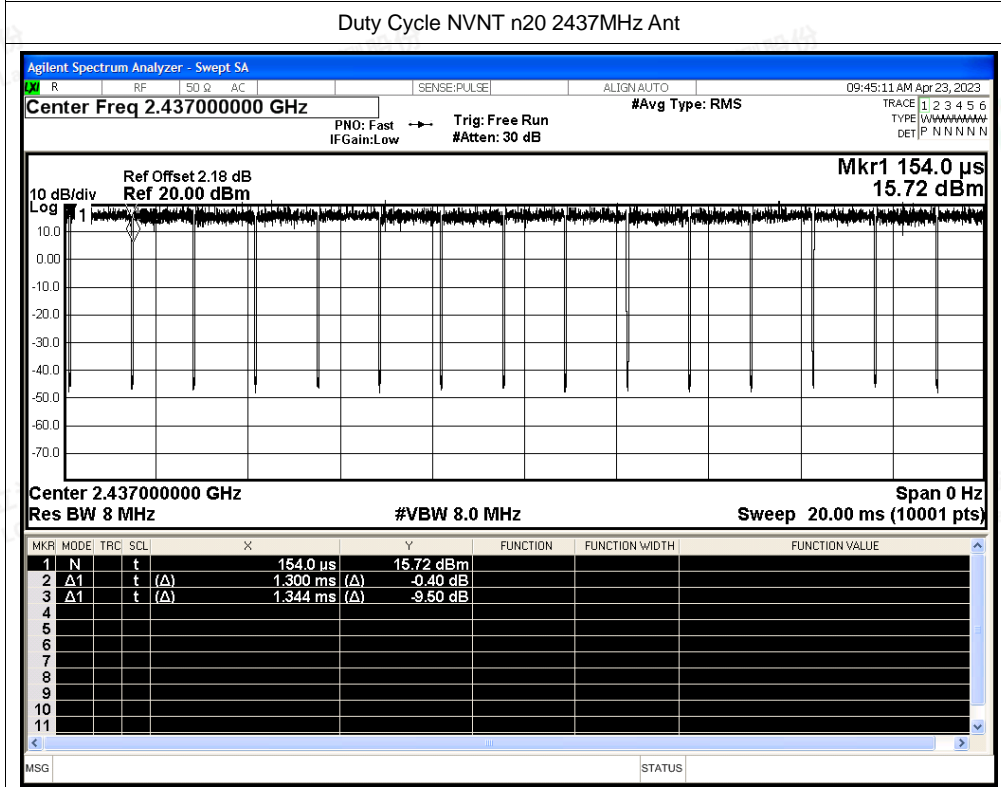 Duty Cycle NVNT n20 2437MHz Ant
Agilent Spectrum Analyzer - Swept SA
LXI R RF 50 Ω AC SENSE:PULSE ALIGN AUTO 09:45:11 AM Apr 23, 2023
Center Freq 2.437000000 GHz #Avg Type: RMS TRACE 1 2 3 4 5 6
PNO: Fast Trig: Free Run TYPE
IFGain:Low #Atten: 30 dB DET P N N N N N
Mkr1 154.0 µs
Ref Offset 2.18 dB
10 dB/div Ref 20.00 dBm 15.72 dBm
Log
1
10.0
0.00
-10.0
-20.0
-30.0
-40.0
-50.0
-60.0
-70.0
Center 2.437000000 GHz Span 0 Hz
Res BW 8 MHz #VBW 8.0 MHz Sweep 20.00 ms (10001 pts)
MKR MODE TRC SCL X Y FUNCTION FUNCTION WIDTH FUNCTION VALUE
1 N t 154.0 µs 15.72 dBm
2 Δ1 t (Δ) 1.300 ms (Δ) -0.40 dB
3 Δ1 t (Δ) 1.344 ms (Δ) -9.50 dB
4
5
6
7
8
9
10
11
MSG STATUS